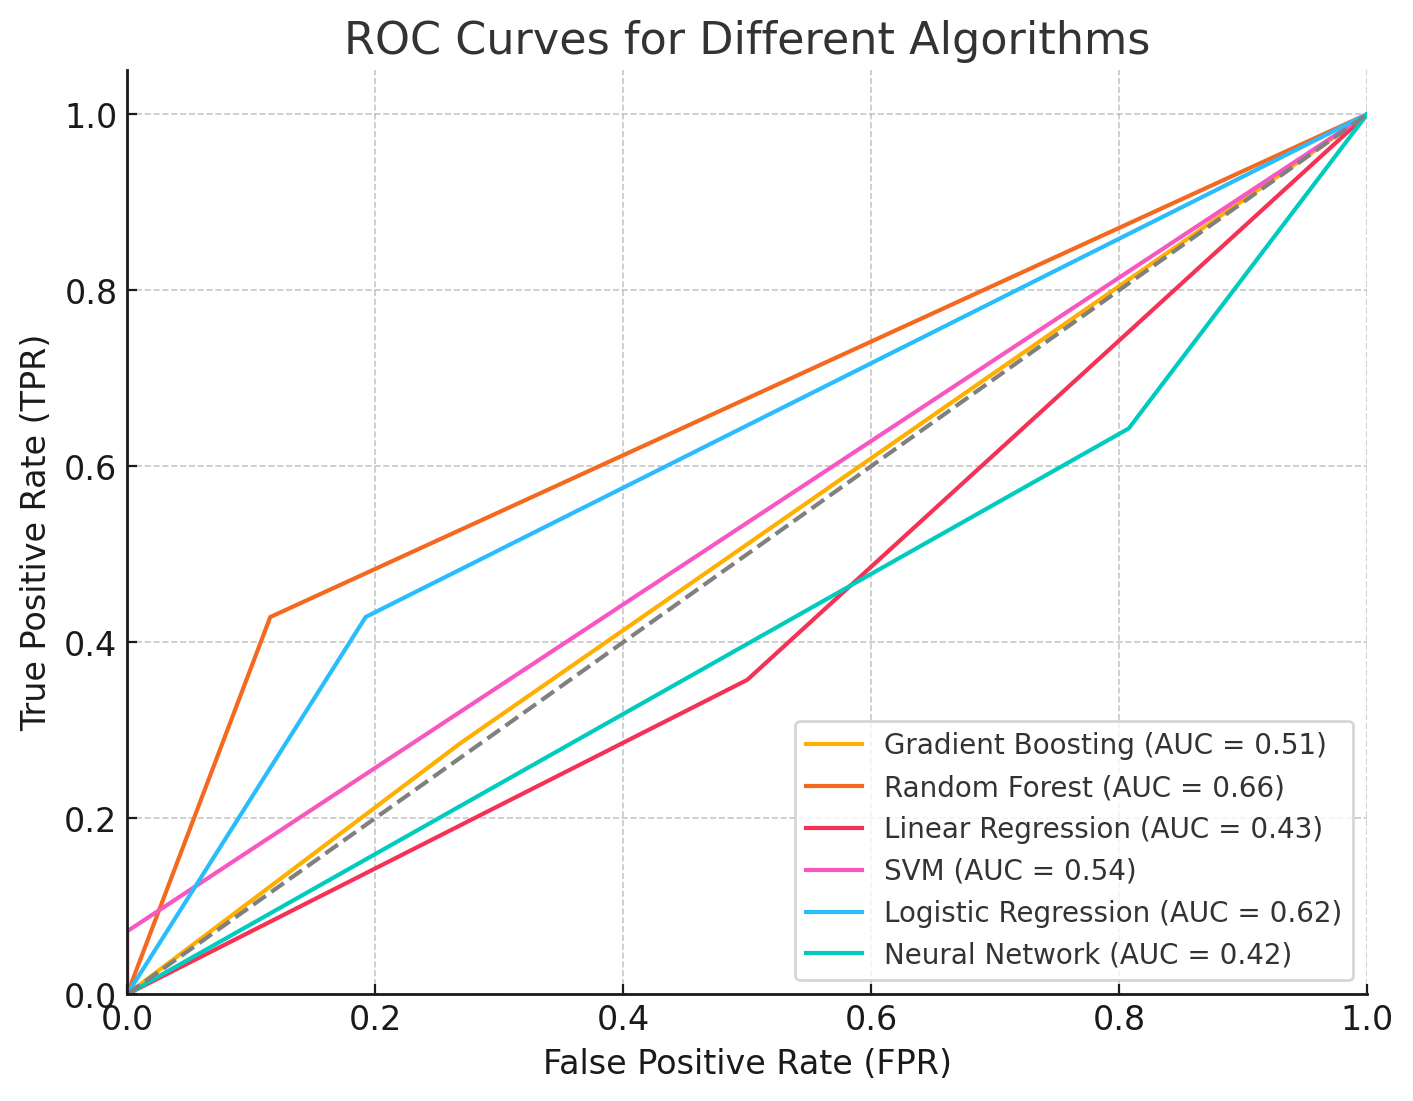 ROC Curves for Different Algorithms
True Positive Rate (TPR)
1.0
0.8
0.6
0.4
0.2
0.0
Gradient Boosting (AUC = 0.51)
Random Forest (AUC = 0.66)
Linear Regression (AUC = 0.43)
SVM (AUC = 0.54)
Logistic Regression (AUC = 0.62)
Neural Network (AUC = 0.42)
0.0 0.2 0.4 0.6 0.8 1.0
False Positive Rate (FPR)